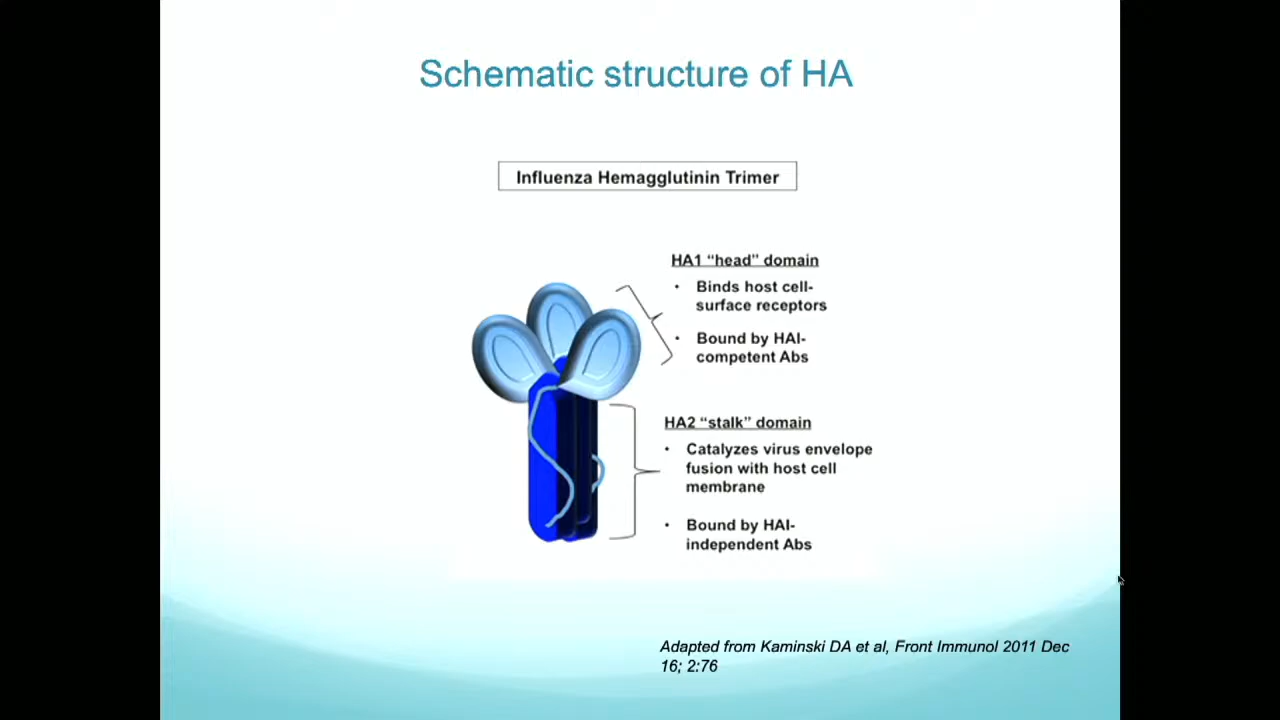 Schematic structure of HA
Influenza Hemagglutinin Trimer
HA1 “head” domain
• Binds host cell-
surface receptors
• Bound by HAI-
competent Abs
HA2 “stalk” domain
• Catalyzes virus envelope
fusion with host cell
membrane
• Bound by HAI-
independent Abs
Adapted from Kaminski DA et al, Front Immunol 2011 Dec
16; 2:76